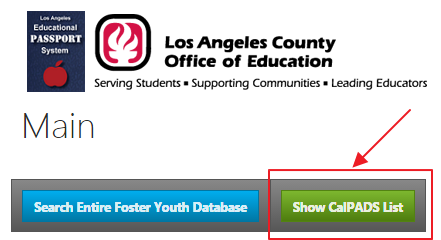 Los Angeles
Educational
PASSPORT
System
Los Angeles County
Office of Education
Serving Students ■ Supporting Communities ■ Leading Educators
Main
Search Entire Foster Youth Database
Show CalPADS List